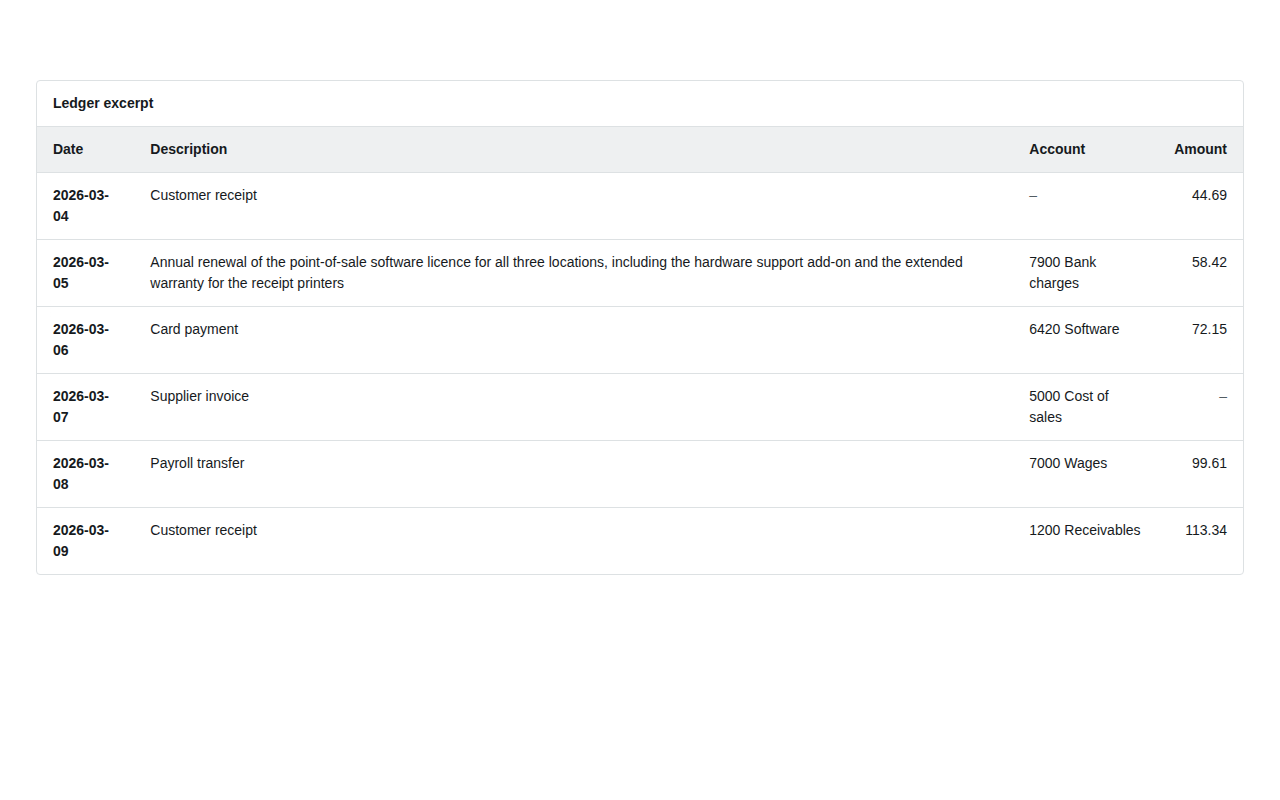 Ledger excerpt
Date Description Account Amount
2026-03-04 Customer receipt – 44.69
2026-03-05 Annual renewal of the point-of-sale software licence for all three locations, including the hardware support add-on and the extended warranty for the receipt printers 7900 Bank charges 58.42
2026-03-06 Card payment 6420 Software 72.15
2026-03-07 Supplier invoice 5000 Cost of sales –
2026-03-08 Payroll transfer 7000 Wages 99.61
2026-03-09 Customer receipt 1200 Receivables 113.34